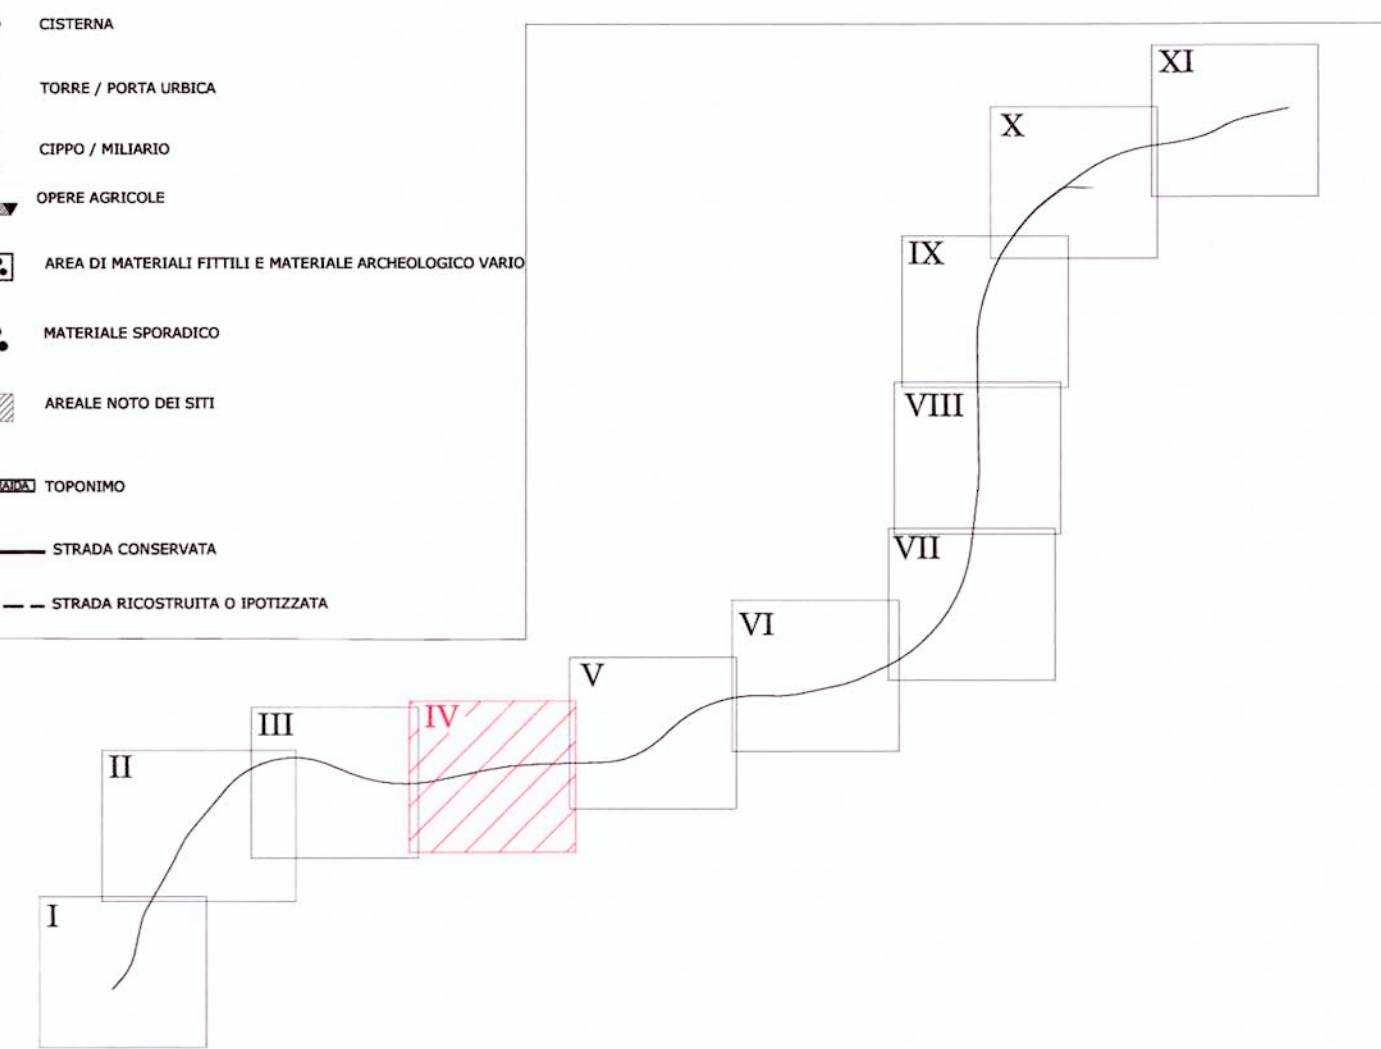 CISTERNA
TORRE / PORTA URBICA
CIPPO / MILIARIO
OPERE AGRICOLE
AREA DI MATERIALI FITTILI E MATERIALE ARCHEOLOGICO VARIO
MATERIALE SPORADICO
AREALE NOTO DEI SITI
TOPONIMO
STRADA CONSERVATA
STRADA RICOSTRUITA O IPOTIZZATA
XI
X
IX
VIII
VII
VI
V
IV
III
II
I